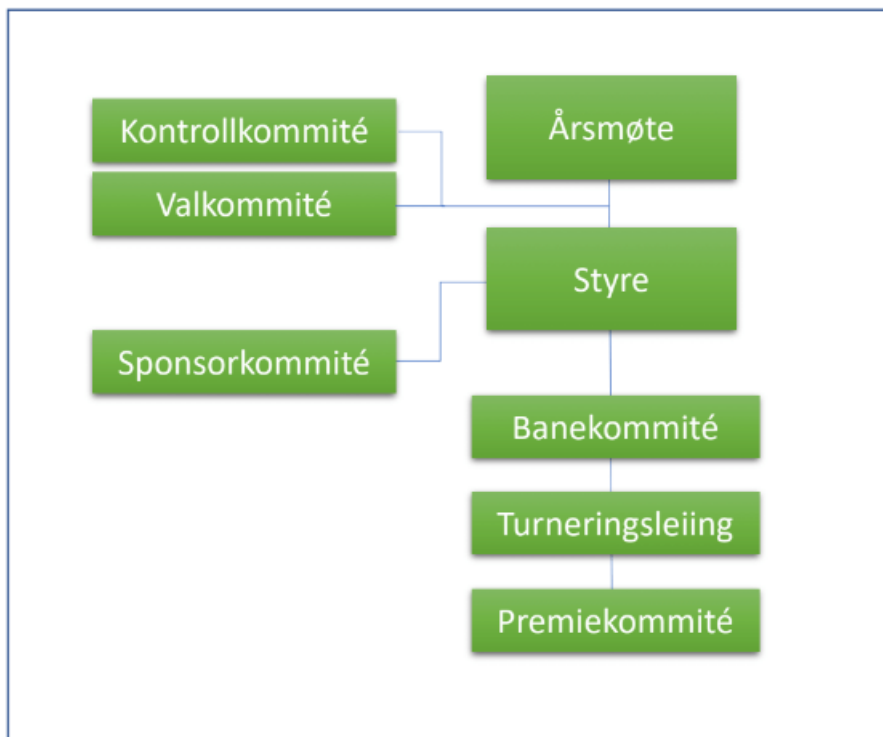 Kontrollkommité
Årsmøte
Valkommité
Styre
Sponsorkommité
Banekommité
Turneringsleiing
Premiekommité